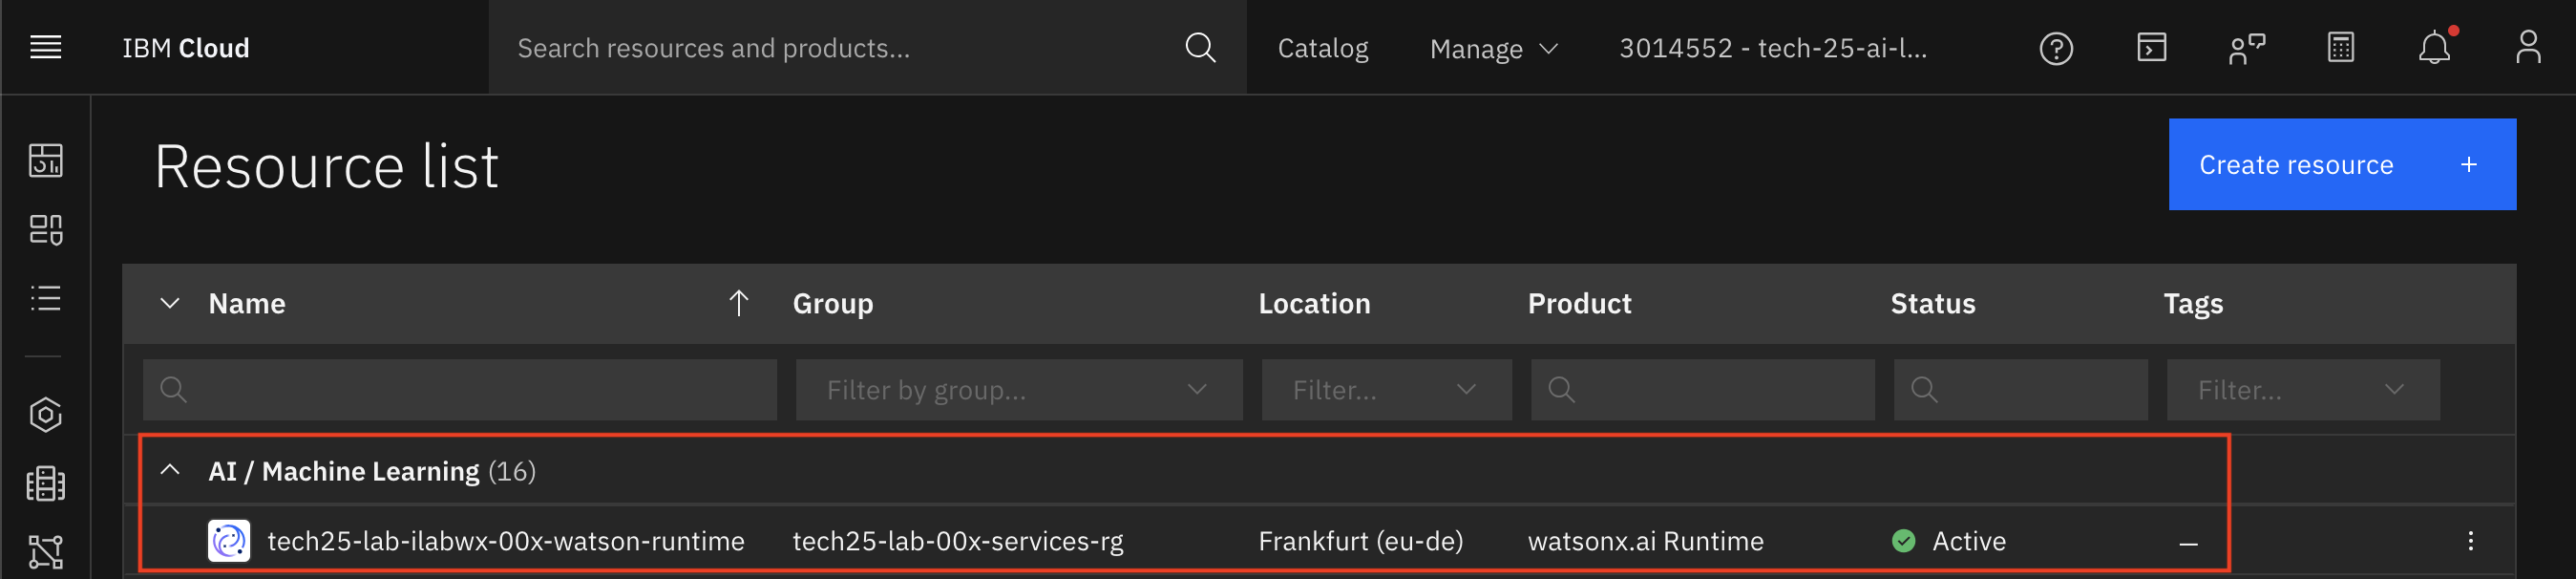 IBM Cloud
Search resources and products...
Catalog
Manage
3014552 - tech-25-ai-l...
Resource list
Create resource +
Name Group Location Product Status Tags
Filter by group... Filter... Filter...
AI / Machine Learning (16)
tech25-lab-ilabwx-00x-watson-runtime tech25-lab-00x-services-rg Frankfurt (eu-de) watsonx.ai Runtime Active –